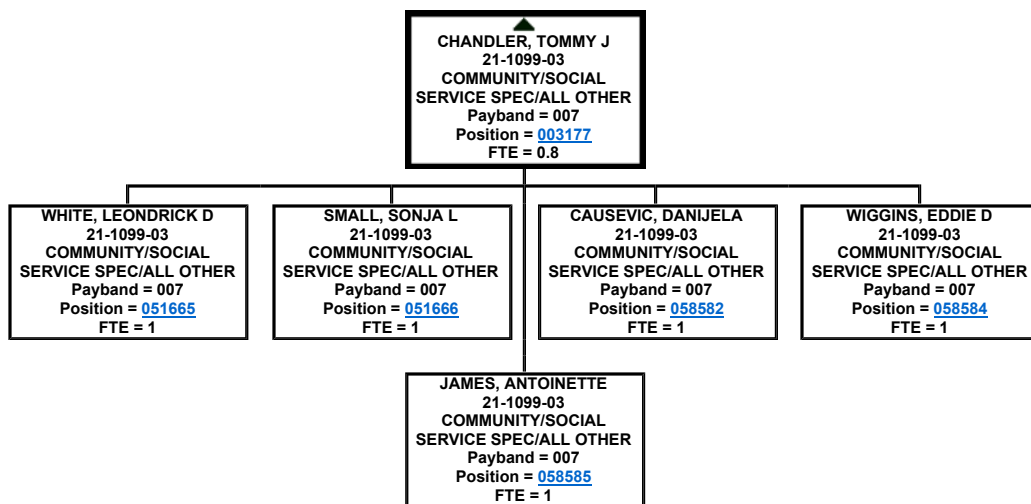 CHANDLER, TOMMY J
21-1099-03
COMMUNITY/SOCIAL
SERVICE SPEC/ALL OTHER
Payband = 007
Position = 003177
FTE = 0.8
WHITE, LEONDRICK D
21-1099-03
COMMUNITY/SOCIAL
SERVICE SPEC/ALL OTHER
Payband = 007
Position = 051665
FTE = 1
SMALL, SONJA L
21-1099-03
COMMUNITY/SOCIAL
SERVICE SPEC/ALL OTHER
Payband = 007
Position = 051666
FTE = 1
CAUSEVIC, DANIJELA
21-1099-03
COMMUNITY/SOCIAL
SERVICE SPEC/ALL OTHER
Payband = 007
Position = 058582
FTE = 1
WIGGINS, EDDIE D
21-1099-03
COMMUNITY/SOCIAL
SERVICE SPEC/ALL OTHER
Payband = 007
Position = 058584
FTE = 1
JAMES, ANTOINETTE
21-1099-03
COMMUNITY/SOCIAL
SERVICE SPEC/ALL OTHER
Payband = 007
Position = 058585
FTE = 1